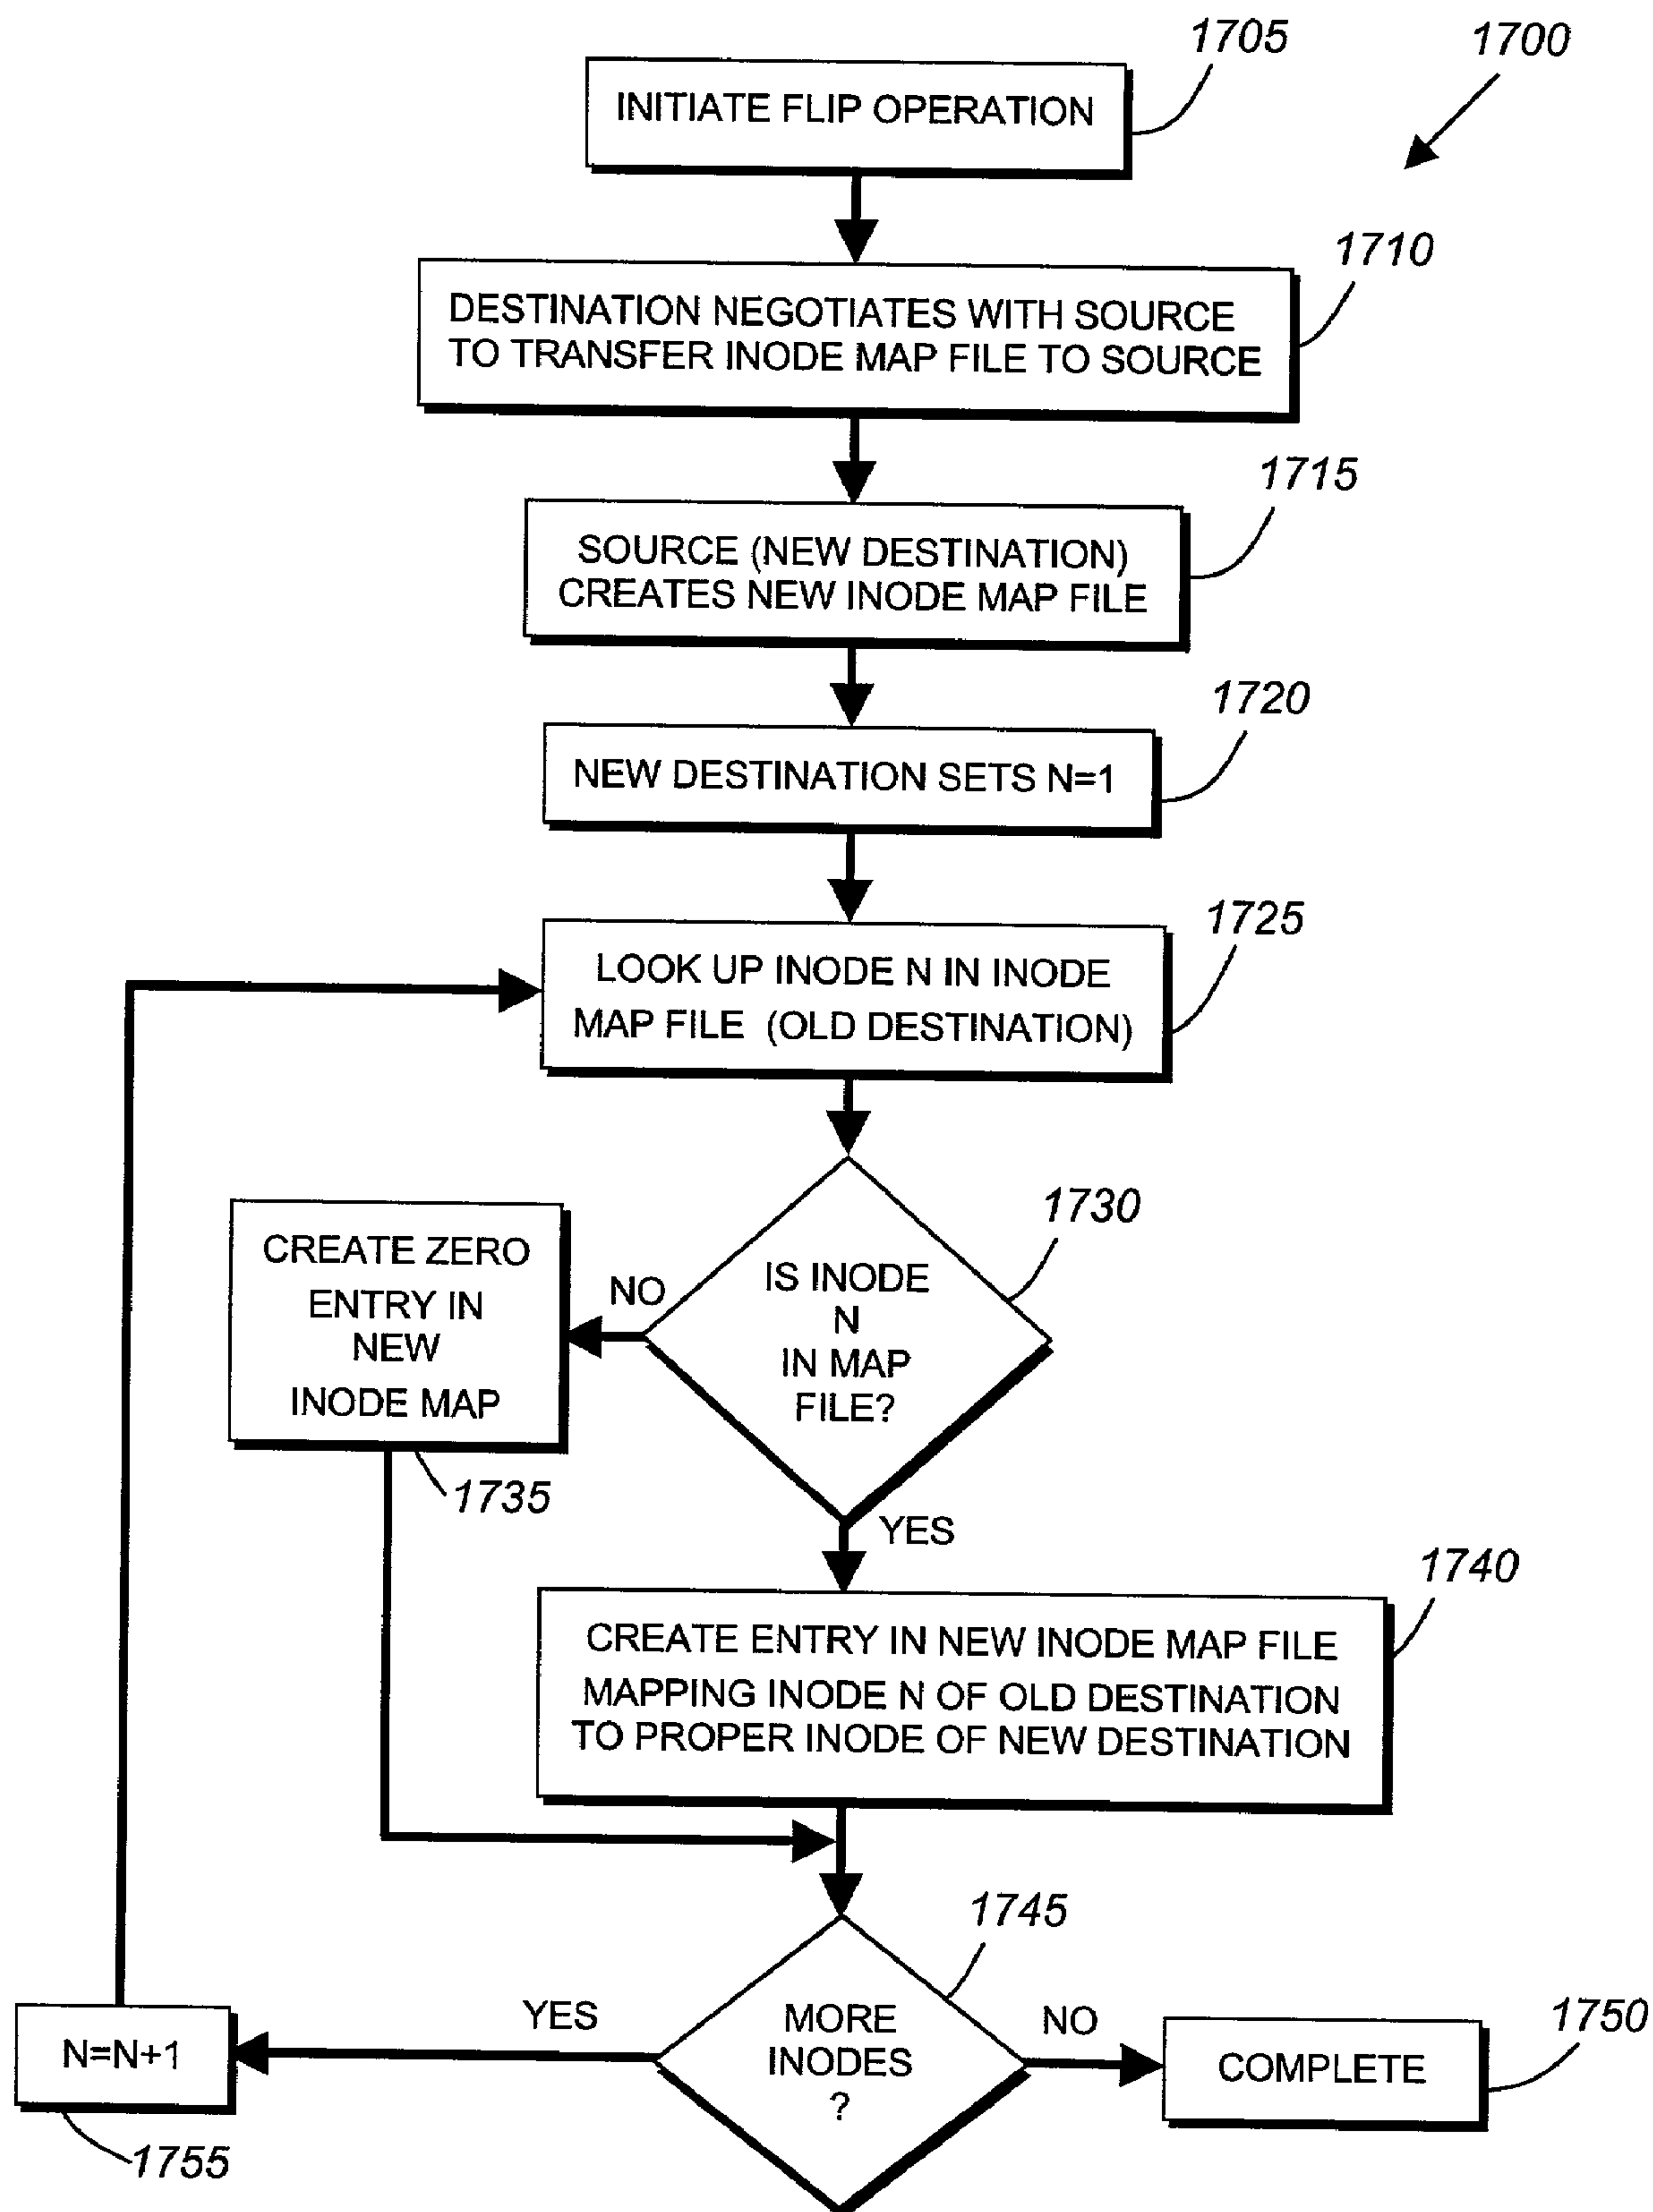 1705
1700
INITIATE FLIP OPERATION
1710
DESTINATION NEGOTIATES WITH SOURCE
TO TRANSFER INODE MAP FILE TO SOURCE
1715
SOURCE (NEW DESTINATION)
CREATES NEW INODE MAP FILE
1720
NEW DESTINATION SETS N=1
1725
LOOK UP INODE N IN INODE
MAP FILE (OLD DESTINATION)
1730
IS INODE
N
IN MAP
FILE?
NO
CREATE ZERO
ENTRY IN
NEW
INODE MAP
1735
YES
1740
CREATE ENTRY IN NEW INODE MAP FILE
MAPPING INODE N OF OLD DESTINATION
TO PROPER INODE OF NEW DESTINATION
1745
MORE
INODES
?
YES
NO
1750
N=N+1
COMPLETE
1755